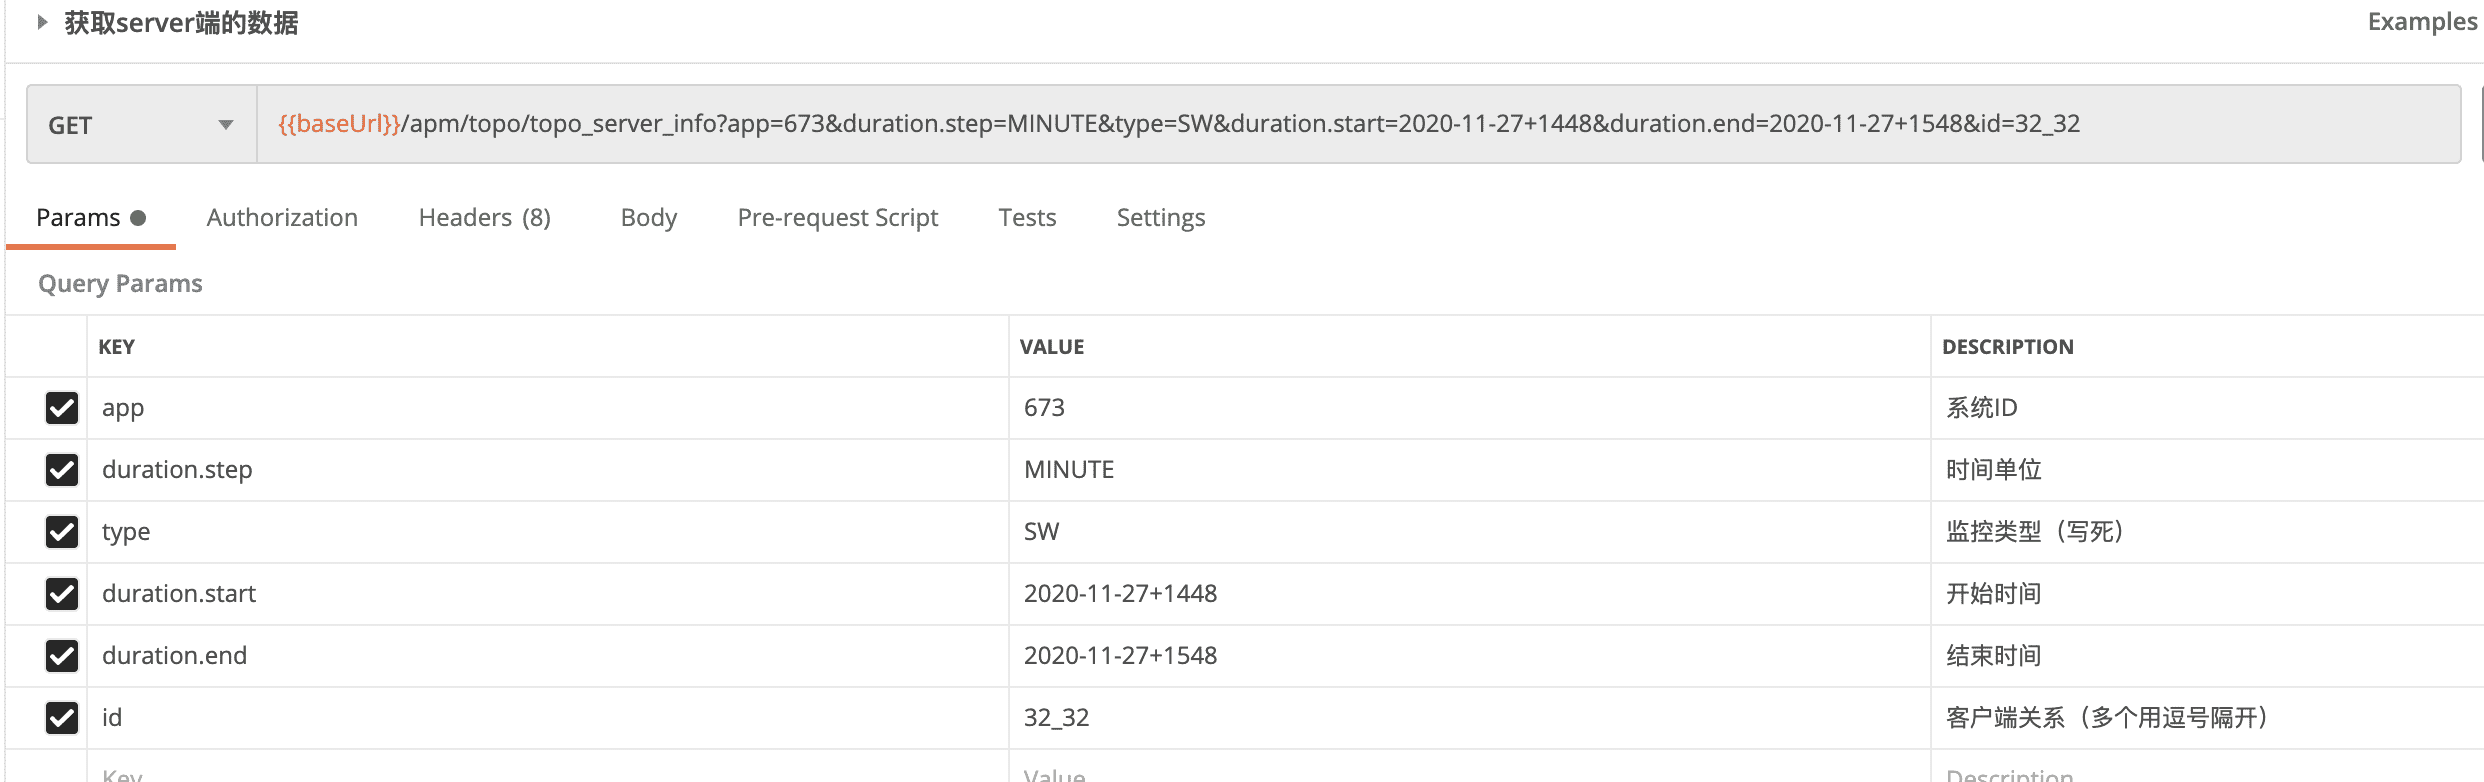 获取server端的数据 Examples
GET {{baseUrl}}/apm/topo/topo_server_info?app=673&duration.step=MINUTE&type=SW&duration.start=2020-11-27+1448&duration.end=2020-11-27+1548&id=32_32
Params Authorization Headers (8) Body Pre-request Script Tests Settings
Query Params
KEY VALUE DESCRIPTION
app 673 系统ID
duration.step MINUTE 时间单位
type SW 监控类型（写死）
duration.start 2020-11-27+1448 开始时间
duration.end 2020-11-27+1548 结束时间
id 32_32 客户端关系（多个用逗号隔开）
Key Value Description